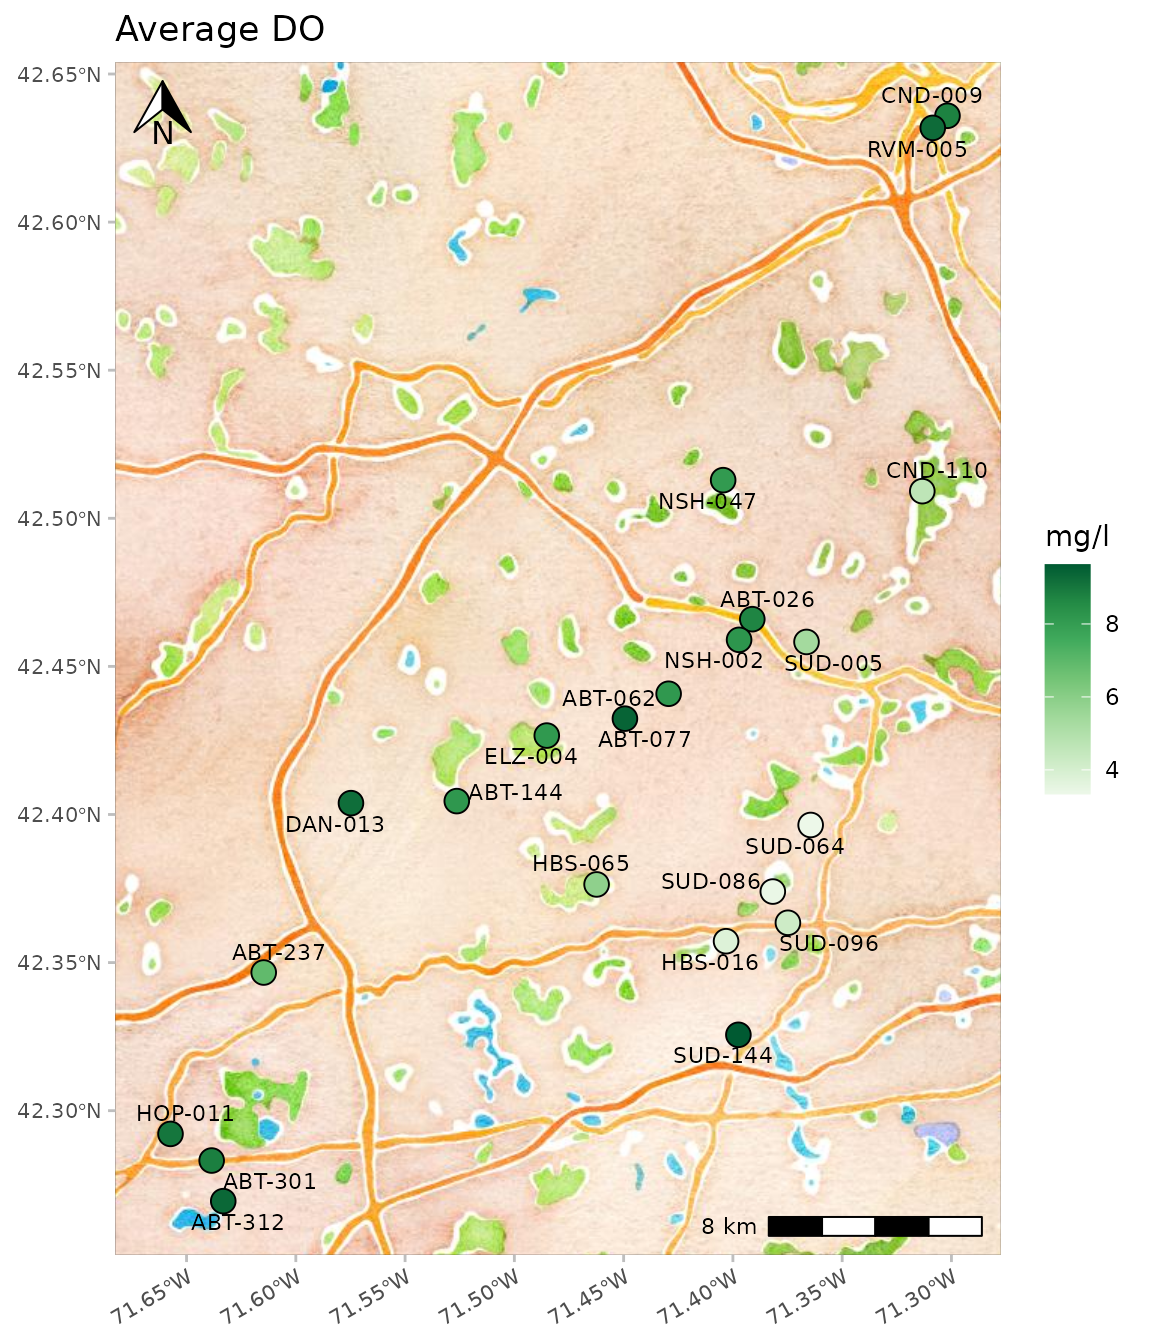 Average DO
42.65°N
N
CND-009
RVM-005
42.60°N
42.55°N
CND-110
NSH-047
42.50°N
mg/l
ABT-026
8
NSH-002
SUD-005
42.45°N
ABT-062
6
ABT-077
ELZ-004
4
ABT-144
42.40°N
DAN-013
SUD-064
HBS-065
SUD-086
SUD-096
ABT-237
42.35°N
HBS-016
SUD-144
HOP-011
42.30°N
ABT-301
ABT-312
8 km
71.65°W
71.60°W
71.55°W
71.50°W
71.45°W
71.40°W
71.35°W
71.30°W